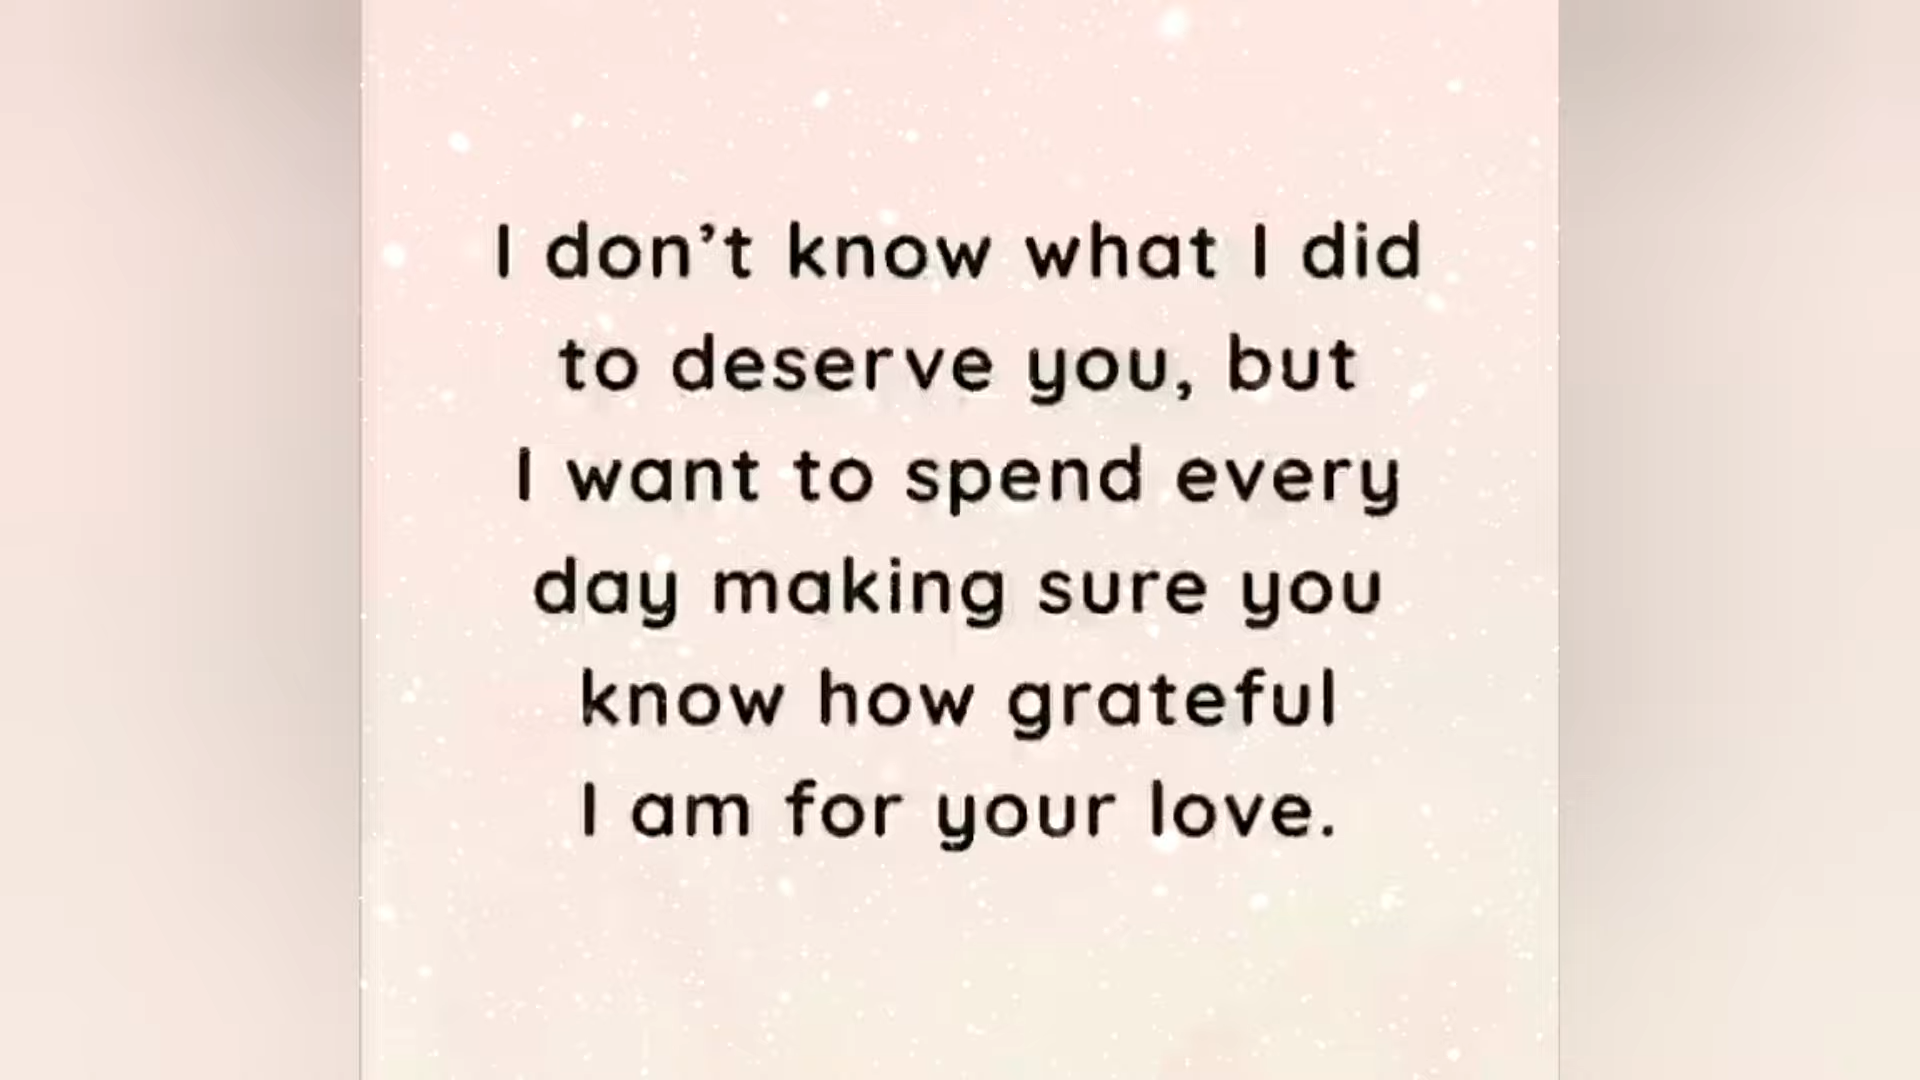 I don’t know what I did
to deserve you, but
I want to spend every
day making sure you
know how grateful
I am for your love.